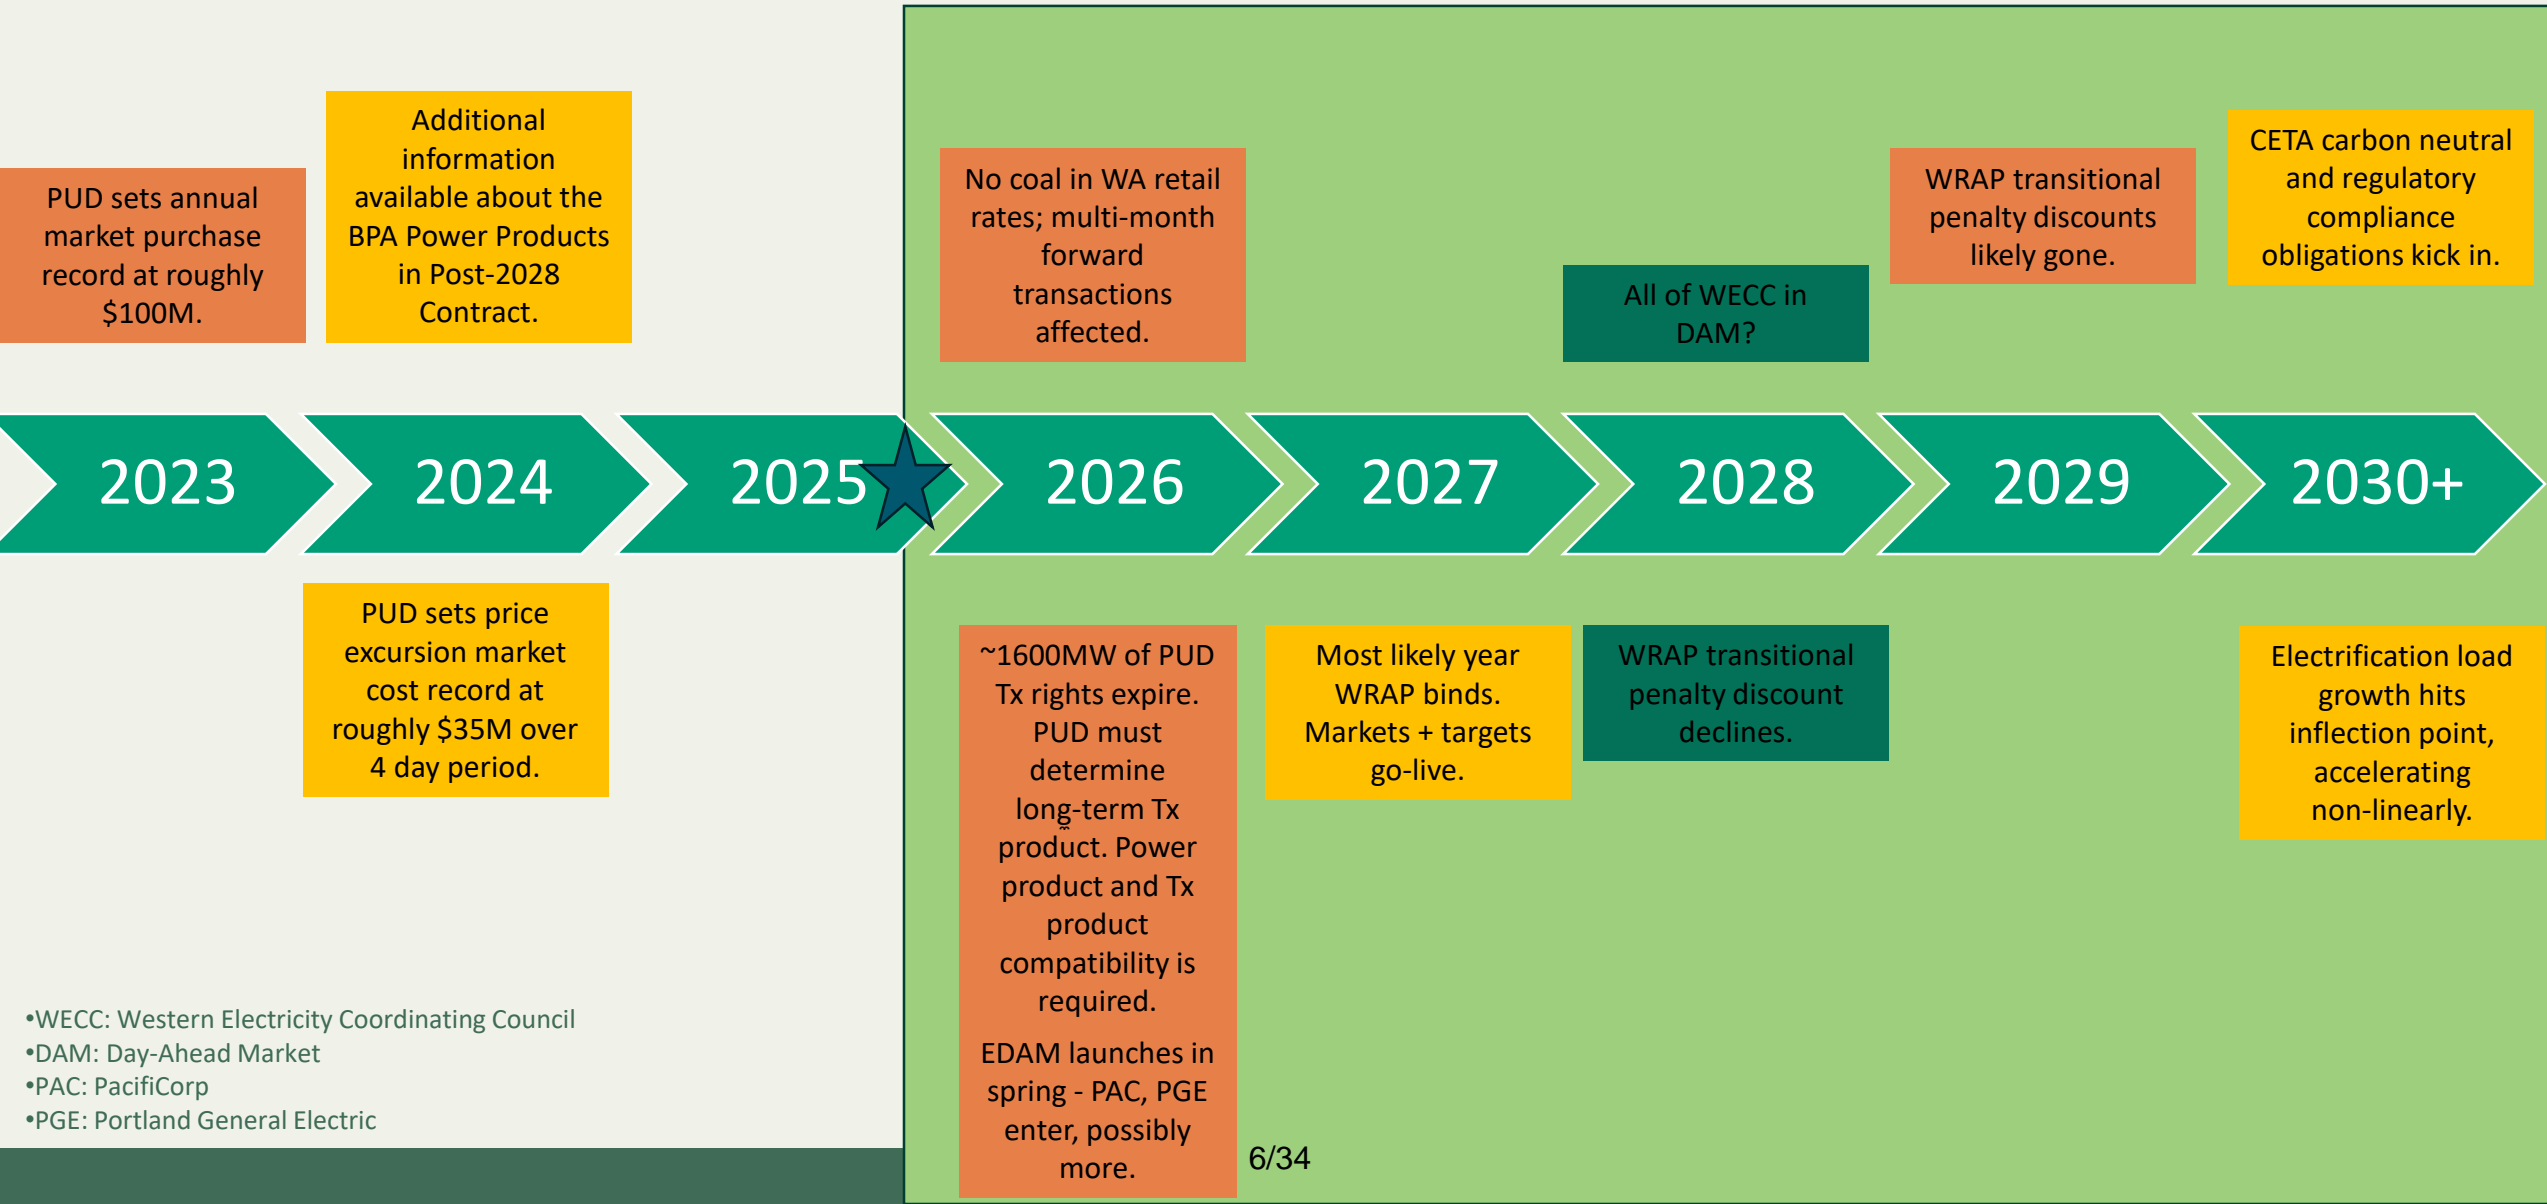 PUD sets annual
market purchase
record at roughly
$100M.
Additional
information
available about the
BPA Power Products
in Post-2028
Contract.
No coal in WA retail
rates; multi-month
forward
transactions
affected.
All of WECC in
DAM?
WRAP transitional
penalty discounts
likely gone.
CETA carbon neutral
and regulatory
compliance
obligations kick in.
2023
2024
2025
2026
2027
2028
2029
2030+
PUD sets price
excursion market
cost record at
roughly $35M over
4 day period.
~1600MW of PUD
Tx rights expire.
PUD must
determine
long-term Tx
product. Power
product and Tx
product
compatibility is
required.
EDAM launches in
spring - PAC, PGE
enter, possibly
more.
Most likely year
WRAP binds.
Markets + targets
go-live.
WRAP transitional
penalty discount
declines.
Electrification load
growth hits
inflection point,
accelerating
non-linearly.
•WECC: Western Electricity Coordinating Council
•DAM: Day-Ahead Market
•PAC: PacifiCorp
•PGE: Portland General Electric
6/34